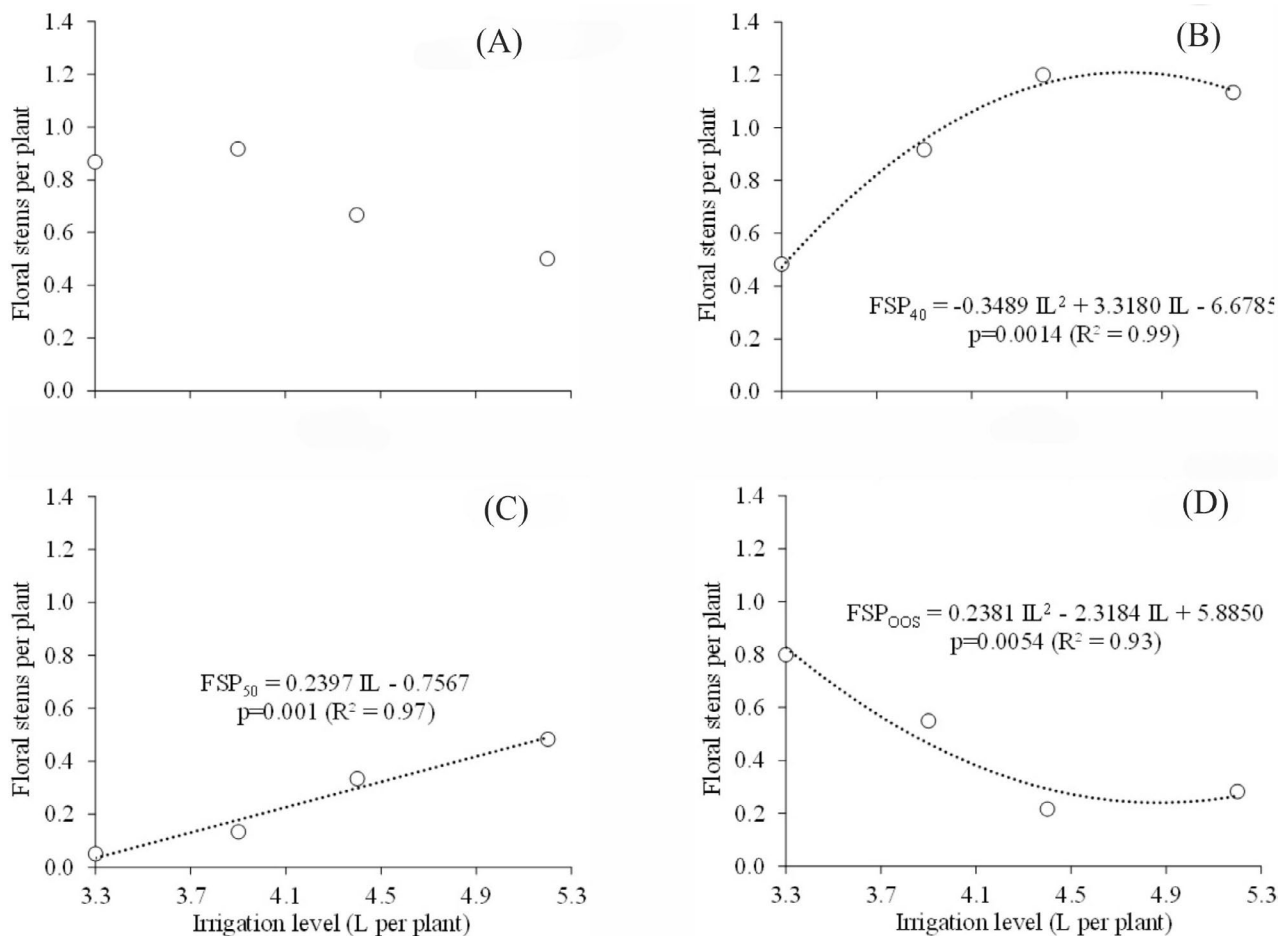 (A)
Floral stems per plant
1.4
1.2
1.0
0.8
0.6
0.4
0.2
0.0
(B)
Floral stems per plant
1.4
1.2
1.0
0.8
0.6
0.4
0.2
0.0
FSP₄₀ = -0.3489 IL² + 3.3180 IL - 6.6785
p=0.0014 (R² = 0.99)
(C)
Floral stems per plant
1.4
1.2
1.0
0.8
0.6
0.4
0.2
0.0
FSP₅₀ = 0.2397 IL - 0.7567
p=0.001 (R² = 0.97)
3.3 3.7 4.1 4.5 4.9 5.3
Irrigation level (L per plant)
(D)
Floral stems per plant
1.4
1.2
1.0
0.8
0.6
0.4
0.2
0.0
FSP_OOS = 0.2381 IL² - 2.3184 IL + 5.8850
p=0.0054 (R² = 0.93)
3.3 3.7 4.1 4.5 4.9 5.3
Irrigation level (L per plant)